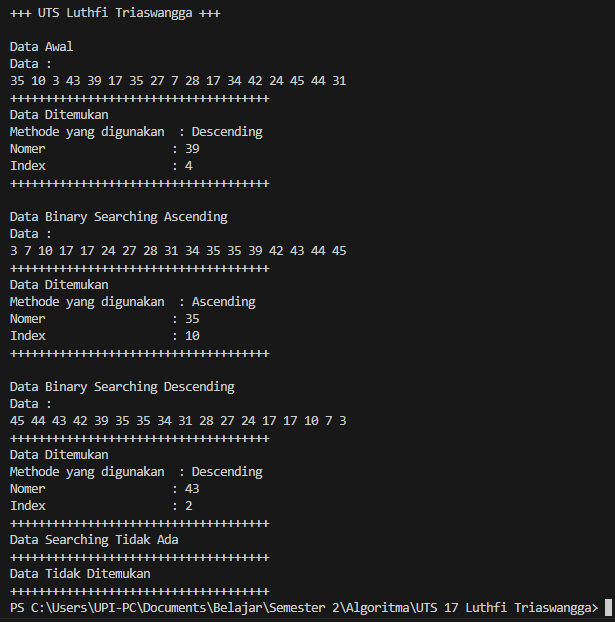 +++ UTS Luthfi Triaswangga +++
Data Awal
Data :
35 10 3 43 39 17 35 27 7 28 17 34 42 24 45 44 31
+++++++++++++++++++++++++++++++++++++
Data Ditemukan
Methode yang digunakan : Descending
Nomer : 39
Index : 4
+++++++++++++++++++++++++++++++++++++
Data Binary Searching Ascending
Data :
3 7 10 17 17 24 27 28 31 34 35 35 39 42 43 44 45
+++++++++++++++++++++++++++++++++++++
Data Ditemukan
Methode yang digunakan : Ascending
Nomer : 35
Index : 10
+++++++++++++++++++++++++++++++++++++
Data Binary Searching Descending
Data :
45 44 43 42 39 35 35 34 31 28 27 24 17 17 10 7 3
+++++++++++++++++++++++++++++++++++++
Data Ditemukan
Methode yang digunakan : Descending
Nomer : 43
Index : 2
+++++++++++++++++++++++++++++++++++++
Data Searching Tidak Ada
+++++++++++++++++++++++++++++++++++++
Data Tidak Ditemukan
+++++++++++++++++++++++++++++++++++++
PS C:\Users\UPI-PC\Documents\Belajar\Semester 2\Algoritma\UTS 17 Luthfi Triaswangga>